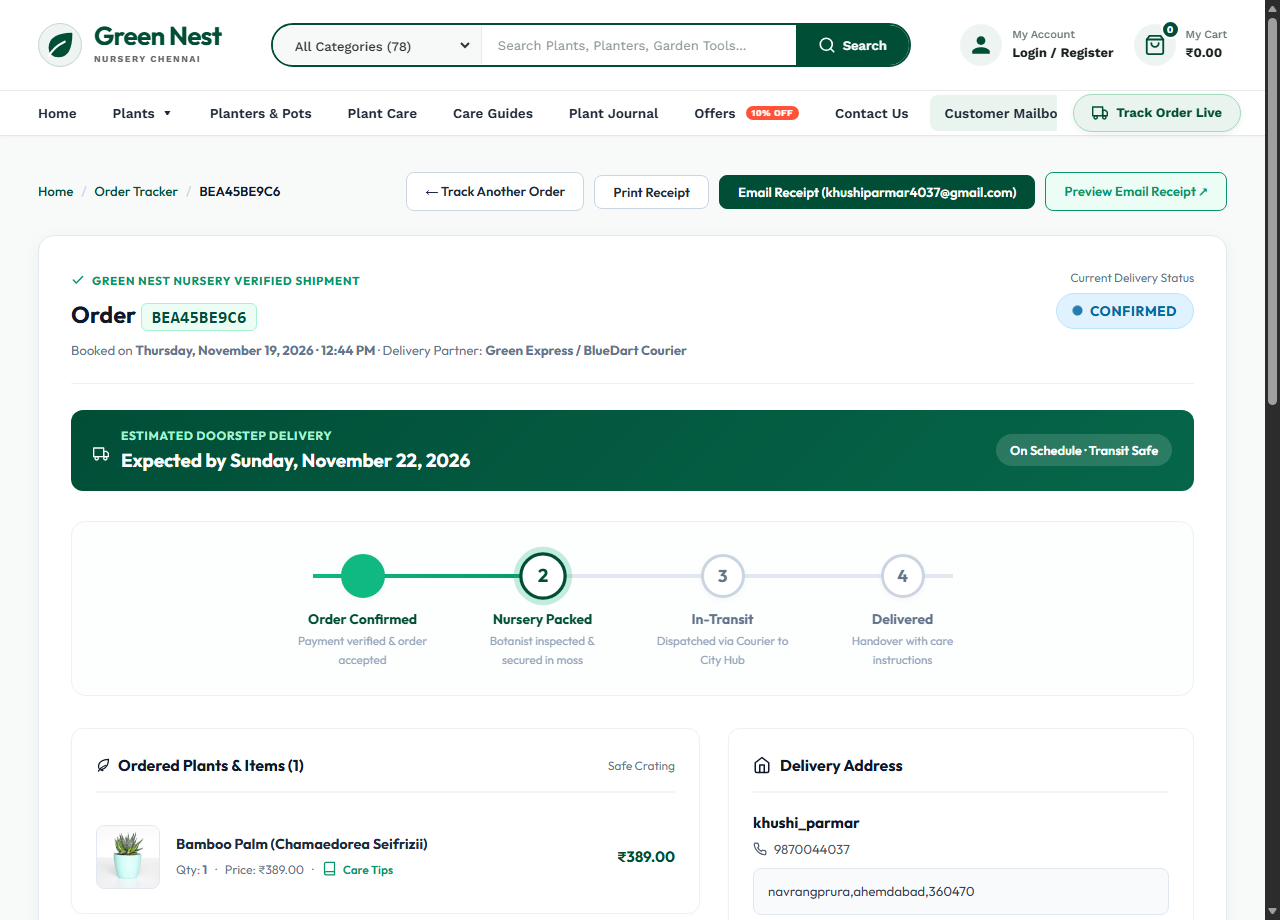 Green Nest
NURSERY CHENNAI
All Categories (78)
Search Plants, Planters, Garden Tools...
Search
My Account
Login / Register
0
My Cart
₹0.00
Home
Plants
Planters & Pots
Plant Care
Care Guides
Plant Journal
Offers
10% OFF
Contact Us
Customer Mailbo
Track Order Live
Home / Order Tracker / BEA45BE9C6
← Track Another Order
Print Receipt
Email Receipt (khushiparmar4037@gmail.com)
Preview Email Receipt ↗
GREEN NEST NURSERY VERIFIED SHIPMENT
Order BEA45BE9C6
Booked on Thursday, November 19, 2026 · 12:44 PM · Delivery Partner: Green Express / BlueDart Courier
Current Delivery Status
CONFIRMED
ESTIMATED DOORSTEP DELIVERY
Expected by Sunday, November 22, 2026
On Schedule · Transit Safe
Order Confirmed
Payment verified & order
accepted
2
Nursery Packed
Botanist inspected &
secured in moss
3
In-Transit
Dispatched via Courier to
City Hub
4
Delivered
Handover with care
instructions
Ordered Plants & Items (1)
Safe Crating
Bamboo Palm (Chamaedorea Seifrizii)
Qty: 1 · Price: ₹389.00 · Care Tips
₹389.00
Delivery Address
khushi_parmar
9870044037
navrangprura,ahemdabad,360470